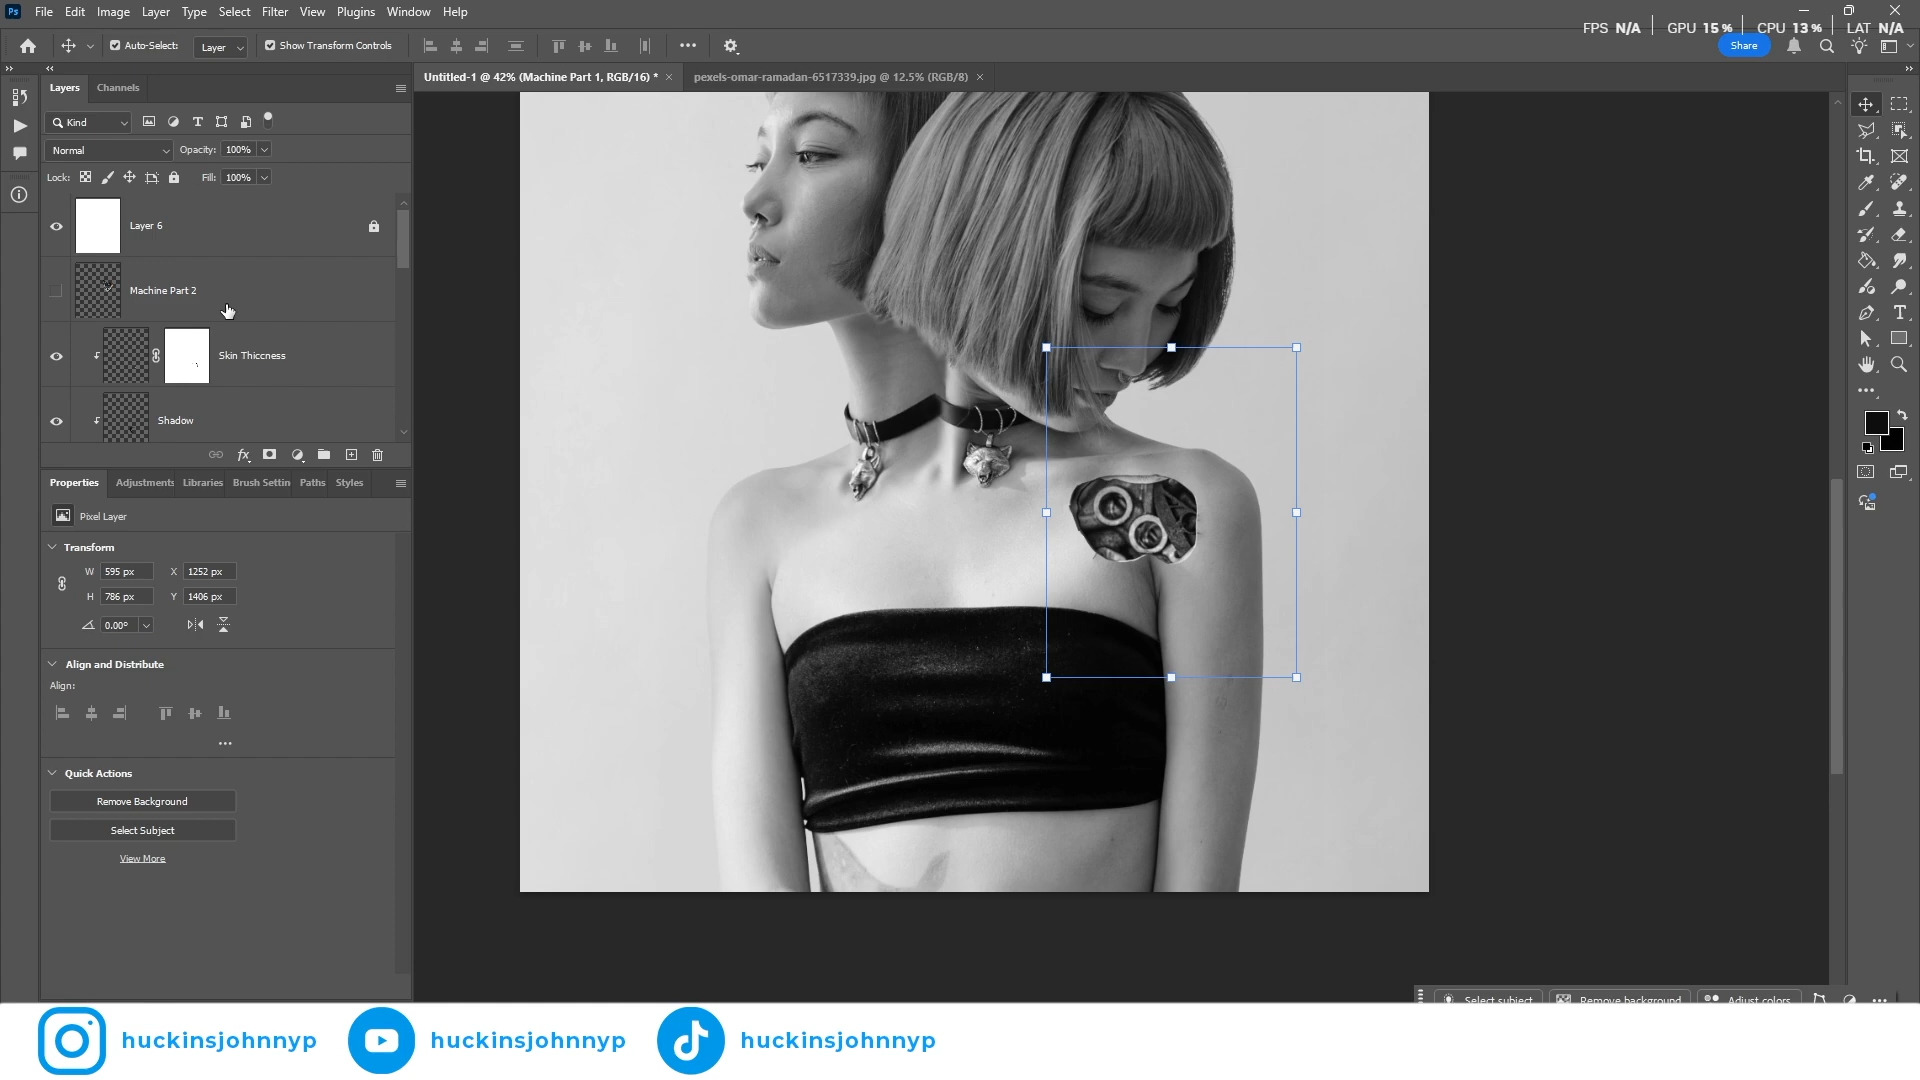 Ps File Edit Image Layer Type Select Filter View Plugins Window Help
FPS N/A GPU 15 % CPU 13 % LAT N/A
Auto-Select: Layer Show Transform Controls Share
Layers Channels
Untitled-1 @ 42% (Machine Part 1, RGB/16) * × pexels-omar-ramadan-6517339.jpg @ 12.5% (RGB/8) ×
Kind
Normal Opacity: 100%
Lock: Fill: 100%
Layer 6
Machine Part 2
Skin Thiccness
Shadow
fx
Properties Adjustments Libraries Brush Settin Paths Styles
Pixel Layer
Transform
W 595 px X 1252 px
H 786 px Y 1406 px
0.00°
Align and Distribute
Align:
Quick Actions
Remove Background
Select Subject
View More
Select subject Remove background Adjust colors
huckinsjohnnyp huckinsjohnnyp huckinsjohnnyp